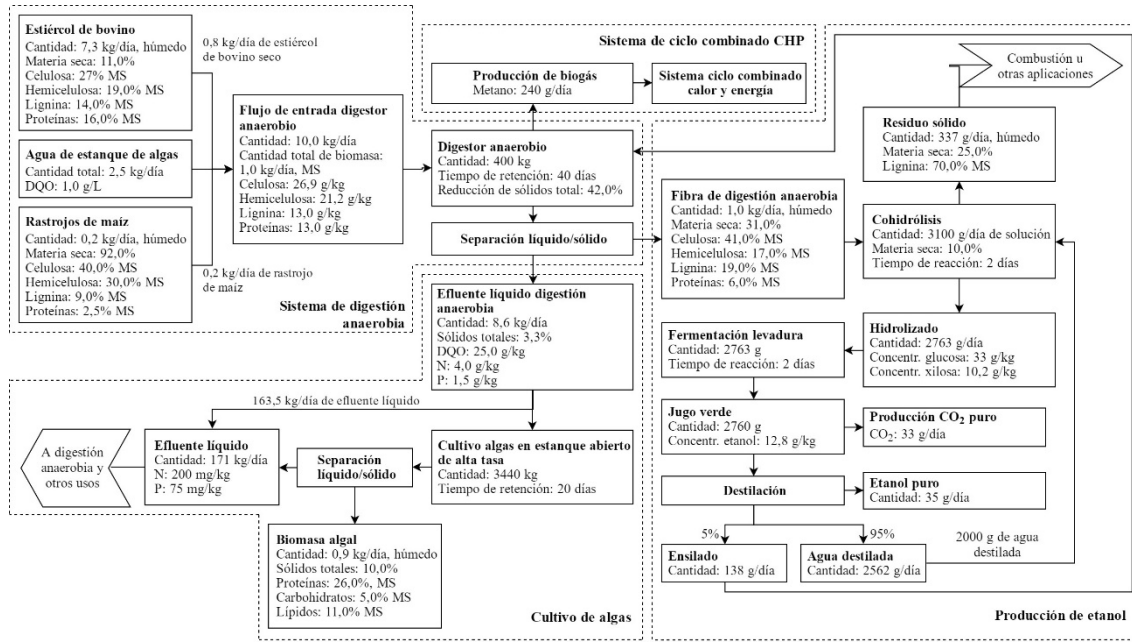 Estiércol de bovino
Cantidad: 7,3 kg/día, húmedo
Materia seca: 11,0%
Celulosa: 27% MS
Hemicelulosa: 19,0% MS
Lignina: 14,0% MS
Proteínas: 16,0% MS
0,8 kg/día de estiércol
de bovino seco
Agua de estanque de algas
Cantidad total: 2,5 kg/día
DQO: 1,0 g/L
Rastrojos de maíz
Cantidad: 0,2 kg/día, húmedo
Materia seca: 92,0%
Celulosa: 40,0% MS
Hemicelulosa: 30,0% MS
Lignina: 9,0% MS
Proteínas: 2,5% MS
0,2 kg/día de rastrojo
de maíz
Flujo de entrada digestor
anaerobio
Cantidad: 10,0 kg/día
Cantidad total de biomasa:
1,0 kg/día, MS
Celulosa: 26,9 g/kg
Hemicelulosa: 21,2 g/kg
Lignina: 13,0 g/kg
Proteínas: 13,0 g/kg
Sistema de digestión
anaerobia
Sistema de ciclo combinado CHP
Producción de biogás
Metano: 240 g/día
Sistema ciclo combinado
calor y energía
Digestor anaerobio
Cantidad: 400 kg
Tiempo de retención: 40 días
Reducción de sólidos total: 42,0%
Separación líquido/sólido
Efluente líquido digestión
anaerobia
Cantidad: 8,6 kg/día
Sólidos totales: 3,3%
DQO: 25,0 g/kg
N: 4,0 g/kg
P: 1,5 g/kg
163,5 kg/día de efluente líquido
A digestión
anaerobia y
otros usos
Efluente líquido
Cantidad: 171 kg/día
N: 200 mg/kg
P: 75 mg/kg
Separación
líquido/sólido
Cultivo algas en estanque abierto
de alta tasa
Cantidad: 3440 kg
Tiempo de retención: 20 días
Biomasa algal
Cantidad: 0,9 kg/día, húmedo
Sólidos totales: 10,0%
Proteínas: 26,0%, MS
Carbohidratos: 5,0% MS
Lípidos: 11,0% MS
Cultivo de algas
Combustión u
otras aplicaciones
Residuo sólido
Cantidad: 337 g/día, húmedo
Materia seca: 25,0%
Lignina: 70,0% MS
Fibra de digestión anaerobia
Cantidad: 1,0 kg/día, húmedo
Materia seca: 31,0%
Celulosa: 41,0% MS
Hemicelulosa: 17,0% MS
Lignina: 19,0% MS
Proteínas: 6,0% MS
Cohidrólisis
Cantidad: 3100 g/día de solución
Materia seca: 10,0%
Tiempo de reacción: 2 días
Hidrolizado
Cantidad: 2763 g/día
Concentr. glucosa: 33 g/kg
Concentr. xilosa: 10,2 g/kg
Fermentación levadura
Cantidad: 2763 g
Tiempo de reacción: 2 días
Jugo verde
Cantidad: 2760 g
Concentr. etanol: 12,8 g/kg
Producción CO₂ puro
CO₂: 33 g/día
Destilación
Etanol puro
Cantidad: 35 g/día
5%
95%
2000 g de agua
destilada
Ensilado
Cantidad: 138 g/día
Agua destilada
Cantidad: 2562 g/día
Producción de etanol